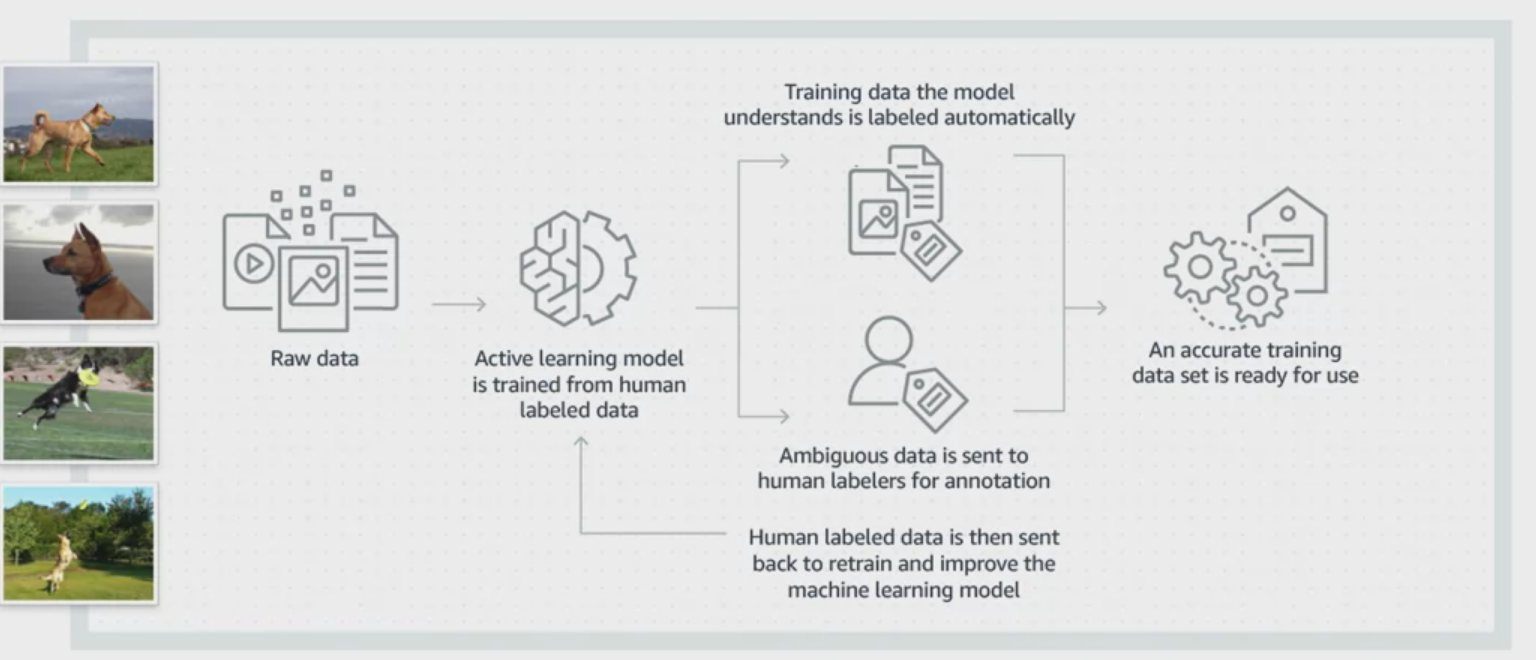 Training data the model
understands is labeled automatically
Raw data
Active learning model
is trained from human
labeled data
An accurate training
data set is ready for use
Ambiguous data is sent to
human labelers for annotation
Human labeled data is then sent
back to retrain and improve the
machine learning model